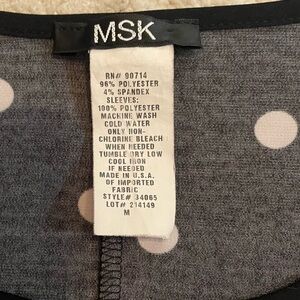 MSK
RN# 90714
96% POLYESTER
4% SPANDEX
SLEEVES:
100% POLYESTER
MACHINE WASH
COLD WATER
ONLY NON-
CHLORINE BLEACH
WHEN NEEDED
TUMBLE DRY LOW
COOL IRON
IF NEEDED
MADE IN U.S.A.
OF IMPORTED
FABRIC
STYLE# 34065
LOT# 214149
M